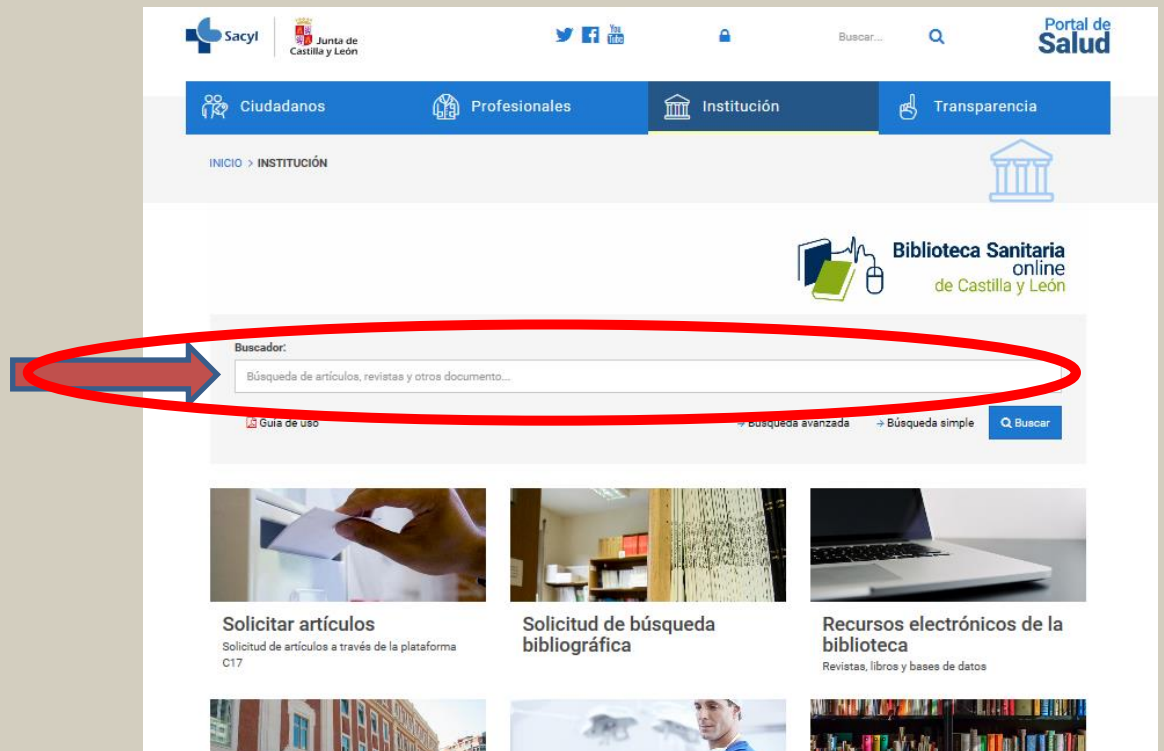 Sacyl
Junta de
Castilla y León
You
Tube
Buscar...
Portal de
Salud
Ciudadanos
Profesionales
Institución
Transparencia
INICIO > INSTITUCIÓN
Biblioteca Sanitaria
online
de Castilla y León
Buscador:
Búsqueda de artículos, revistas y otros documento...
Guía de uso
→ Búsqueda avanzada
→ Búsqueda simple
Buscar
Solicitar artículos
Solicitud de artículos a través de la plataforma
C17
Solicitud de búsqueda
bibliográfica
Recursos electrónicos de la
biblioteca
Revistas, libros y bases de datos